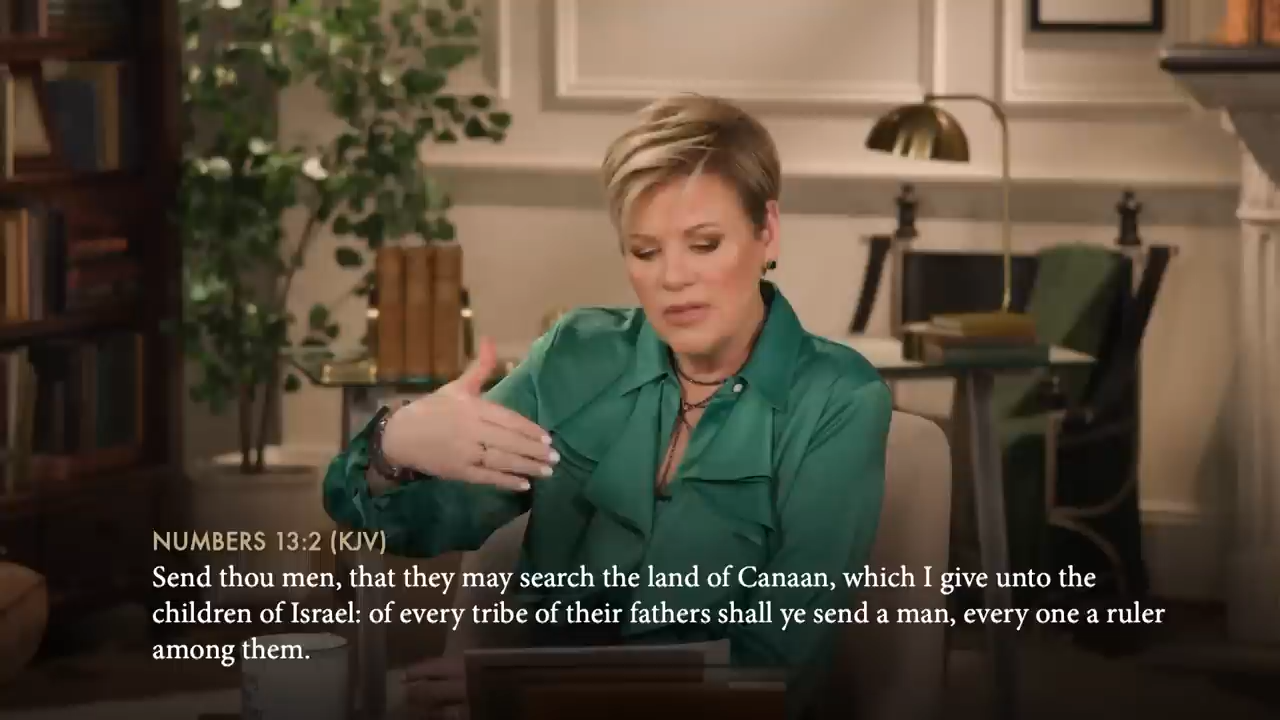 NUMBERS 13:2 (KJV)
Send thou men, that they may search the land of Canaan, which I give unto the
children of Israel: of every tribe of their fathers shall ye send a man, every one a ruler
among them.